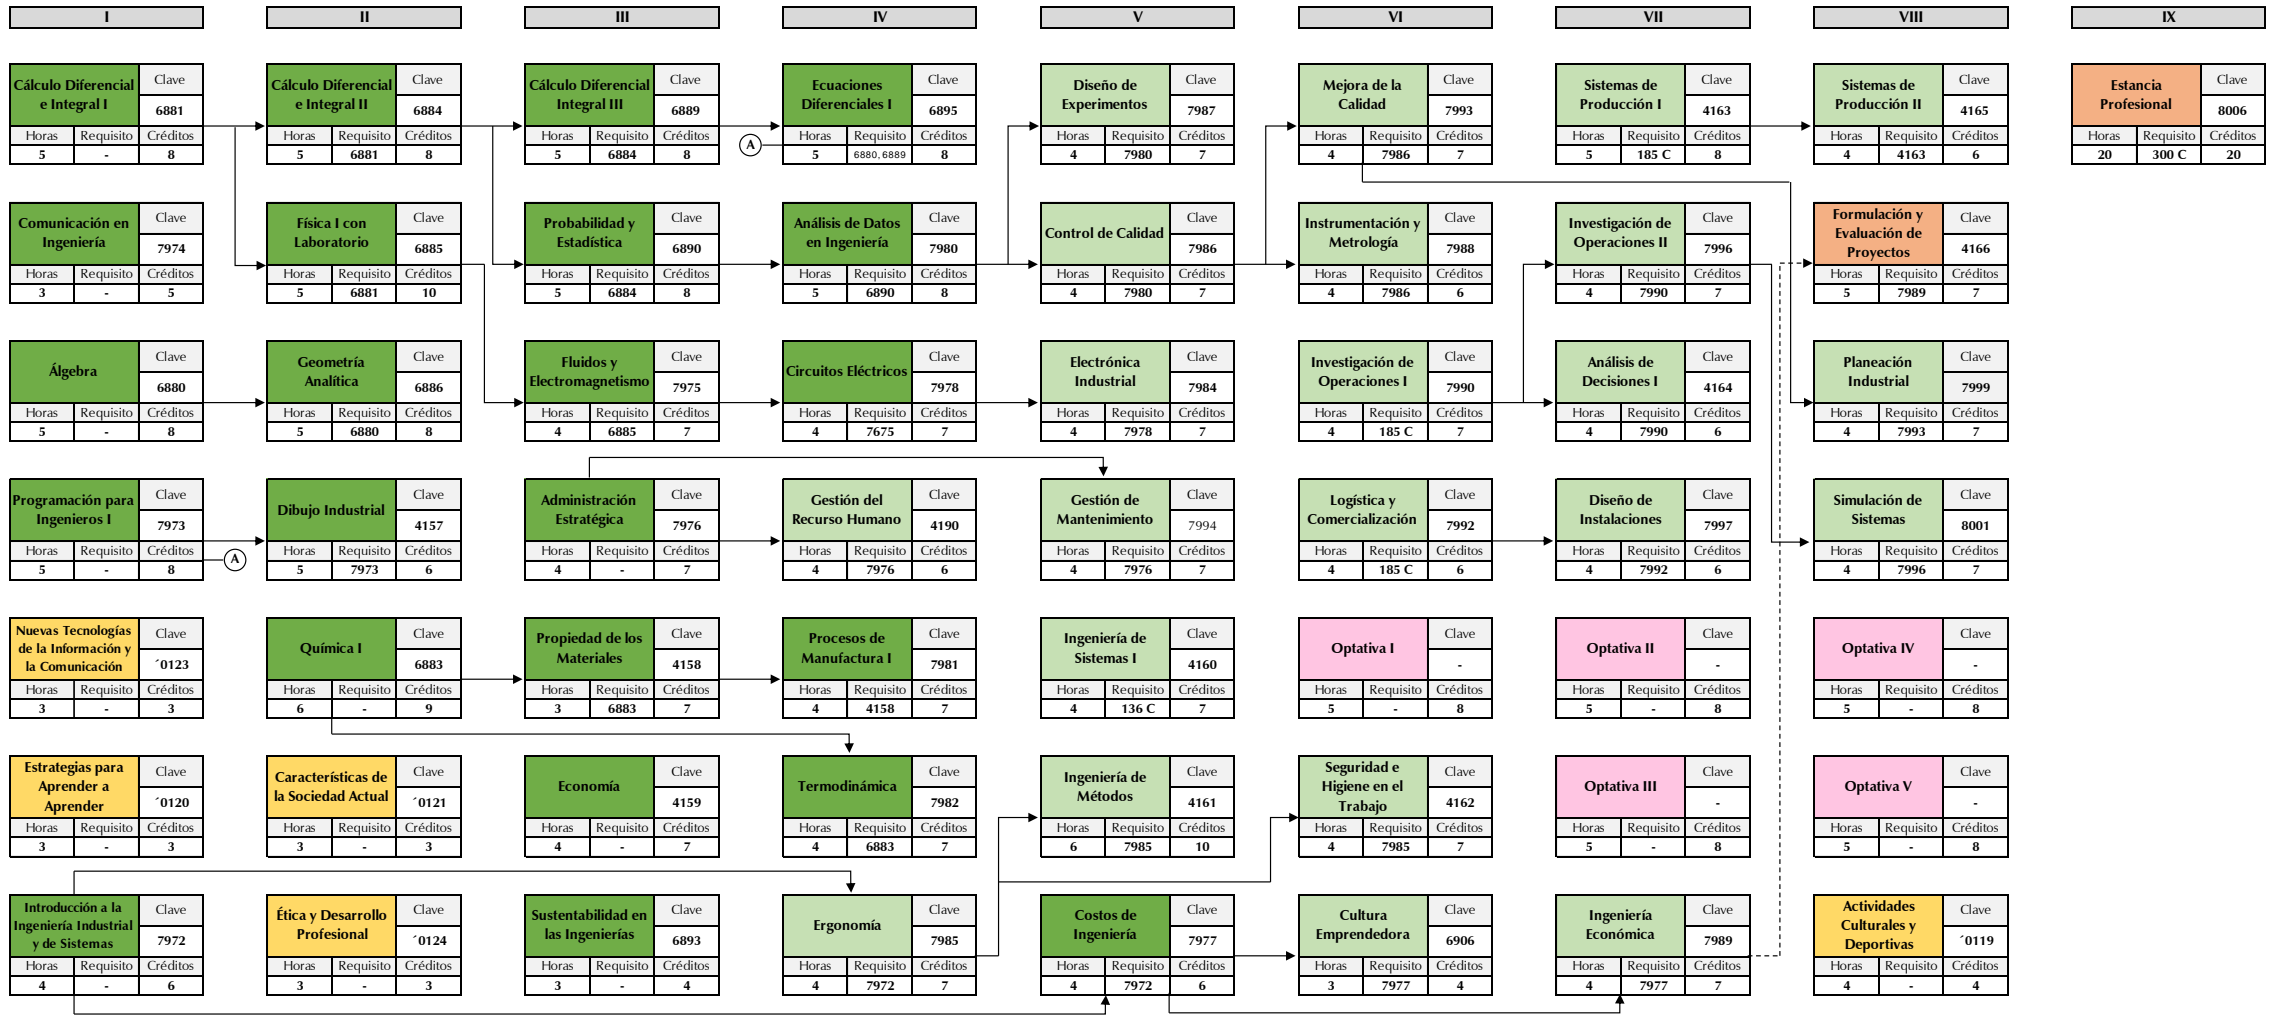 I II III IV V VI VII VIII IX
Cálculo Diferencial
e Integral I
Clave
6881
Horas Requisito Créditos
5 - 8
Cálculo Diferencial
e Integral II
Clave
6884
Horas Requisito Créditos
5 6881 8
Cálculo Diferencial
Integral III
Clave
6889
Horas Requisito Créditos
5 6884 8
A
Ecuaciones
Diferenciales I
Clave
6895
Horas Requisito Créditos
5 6880, 6889 8
Diseño de
Experimentos
Clave
7987
Horas Requisito Créditos
4 7980 7
Mejora de la
Calidad
Clave
7993
Horas Requisito Créditos
4 7986 7
Sistemas de
Producción I
Clave
4163
Horas Requisito Créditos
5 185 C 8
Sistemas de
Producción II
Clave
4165
Horas Requisito Créditos
4 4163 6
Estancia
Profesional
Clave
8006
Horas Requisito Créditos
20 300 C 20
Comunicación en
Ingeniería
Clave
7974
Horas Requisito Créditos
3 - 5
Física I con
Laboratorio
Clave
6885
Horas Requisito Créditos
5 6881 10
Probabilidad y
Estadística
Clave
6890
Horas Requisito Créditos
5 6884 8
Análisis de Datos
en Ingeniería
Clave
7980
Horas Requisito Créditos
5 6890 8
Control de Calidad
Clave
7986
Horas Requisito Créditos
4 7980 7
Instrumentación y
Metrología
Clave
7988
Horas Requisito Créditos
4 7986 6
Investigación de
Operaciones II
Clave
7996
Horas Requisito Créditos
4 7990 7
Formulación y
Evaluación de
Proyectos
Clave
4166
Horas Requisito Créditos
5 7989 7
Álgebra
Clave
6880
Horas Requisito Créditos
5 - 8
Geometría
Analítica
Clave
6886
Horas Requisito Créditos
5 6880 8
Fluidos y
Electromagnetismo
Clave
7975
Horas Requisito Créditos
4 6885 7
Circuitos Eléctricos
Clave
7978
Horas Requisito Créditos
4 7675 7
Electrónica
Industrial
Clave
7984
Horas Requisito Créditos
4 7978 7
Investigación de
Operaciones I
Clave
7990
Horas Requisito Créditos
4 185 C 7
Análisis de
Decisiones I
Clave
4164
Horas Requisito Créditos
4 7990 6
Planeación
Industrial
Clave
7999
Horas Requisito Créditos
4 7993 7
Programación para
Ingenieros I
Clave
7973
Horas Requisito Créditos
5 - 8
A
Dibujo Industrial
Clave
4157
Horas Requisito Créditos
5 7973 6
Administración
Estratégica
Clave
7976
Horas Requisito Créditos
4 - 7
Gestión del
Recurso Humano
Clave
4190
Horas Requisito Créditos
4 7976 6
Gestión de
Mantenimiento
Clave
7994
Horas Requisito Créditos
4 7976 7
Logística y
Comercialización
Clave
7992
Horas Requisito Créditos
4 185 C 6
Diseño de
Instalaciones
Clave
7997
Horas Requisito Créditos
4 7992 6
Simulación de
Sistemas
Clave
8001
Horas Requisito Créditos
4 7996 7
Nuevas Tecnologías
de la Información y
la Comunicación
Clave
´0123
Horas Requisito Créditos
3 - 3
Química I
Clave
6883
Horas Requisito Créditos
6 - 9
Propiedad de los
Materiales
Clave
4158
Horas Requisito Créditos
3 6883 7
Procesos de
Manufactura I
Clave
7981
Horas Requisito Créditos
4 4158 7
Ingeniería de
Sistemas I
Clave
4160
Horas Requisito Créditos
4 136 C 7
Optativa I
Clave
-
Horas Requisito Créditos
5 - 8
Optativa II
Clave
-
Horas Requisito Créditos
5 - 8
Optativa IV
Clave
-
Horas Requisito Créditos
5 - 8
Estrategias para
Aprender a
Aprender
Clave
´0120
Horas Requisito Créditos
3 - 3
Características de
la Sociedad Actual
Clave
´0121
Horas Requisito Créditos
3 - 3
Economía
Clave
4159
Horas Requisito Créditos
4 - 7
Termodinámica
Clave
7982
Horas Requisito Créditos
4 6883 7
Ingeniería de
Métodos
Clave
4161
Horas Requisito Créditos
6 7985 10
Seguridad e
Higiene en el
Trabajo
Clave
4162
Horas Requisito Créditos
4 7985 7
Optativa III
Clave
-
Horas Requisito Créditos
5 - 8
Optativa V
Clave
-
Horas Requisito Créditos
5 - 8
Introducción a la
Ingeniería Industrial
y de Sistemas
Clave
7972
Horas Requisito Créditos
4 - 6
Ética y Desarrollo
Profesional
Clave
´0124
Horas Requisito Créditos
3 - 3
Sustentabilidad en
las Ingenierías
Clave
6893
Horas Requisito Créditos
3 - 4
Ergonomía
Clave
7985
Horas Requisito Créditos
4 7972 7
Costos de
Ingeniería
Clave
7977
Horas Requisito Créditos
4 7972 6
Cultura
Emprendedora
Clave
6906
Horas Requisito Créditos
3 7977 4
Ingeniería
Económica
Clave
7989
Horas Requisito Créditos
4 7977 7
Actividades
Culturales y
Deportivas
Clave
´0119
Horas Requisito Créditos
4 - 4